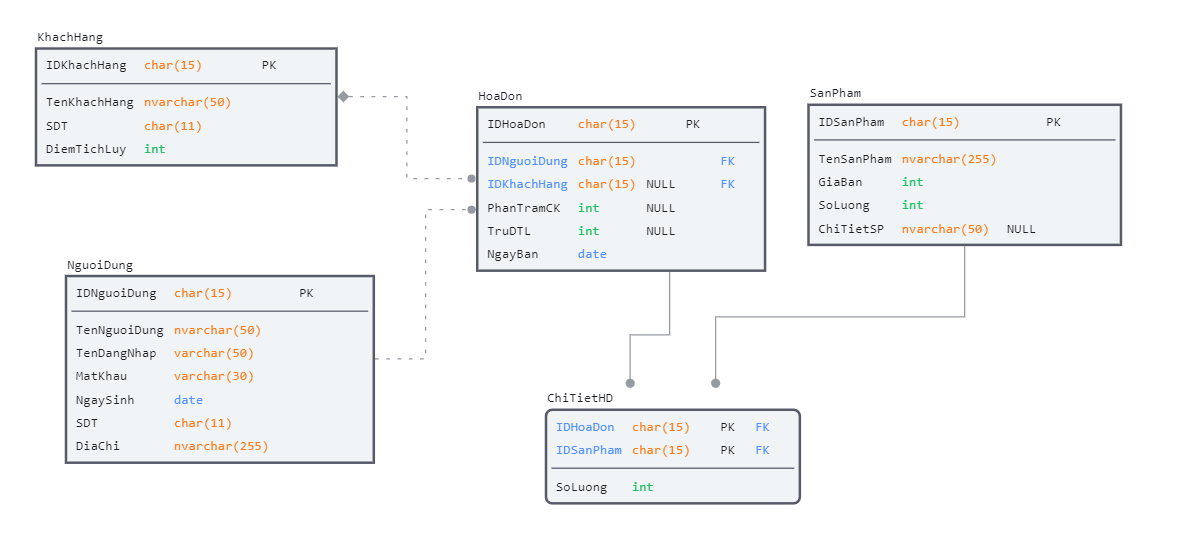 KhachHang
IDKhachHang char(15) PK
TenKhachHang nvarchar(50)
SDT char(11)
DiemTichLuy int
HoaDon
IDHoaDon char(15) PK
IDNguoiDung char(15) FK
IDKhachHang char(15) NULL FK
PhanTramCK int NULL
TruDTL int NULL
NgayBan date
SanPham
IDSanPham char(15) PK
TenSanPham nvarchar(255)
GiaBan int
SoLuong int
ChiTietSP nvarchar(50) NULL
NguoiDung
IDNguoiDung char(15) PK
TenNguoiDung nvarchar(50)
TenDangNhap varchar(50)
MatKhau varchar(30)
NgaySinh date
SDT char(11)
DiaChi nvarchar(255)
ChiTietHD
IDHoaDon char(15) PK FK
IDSanPham char(15) PK FK
SoLuong int